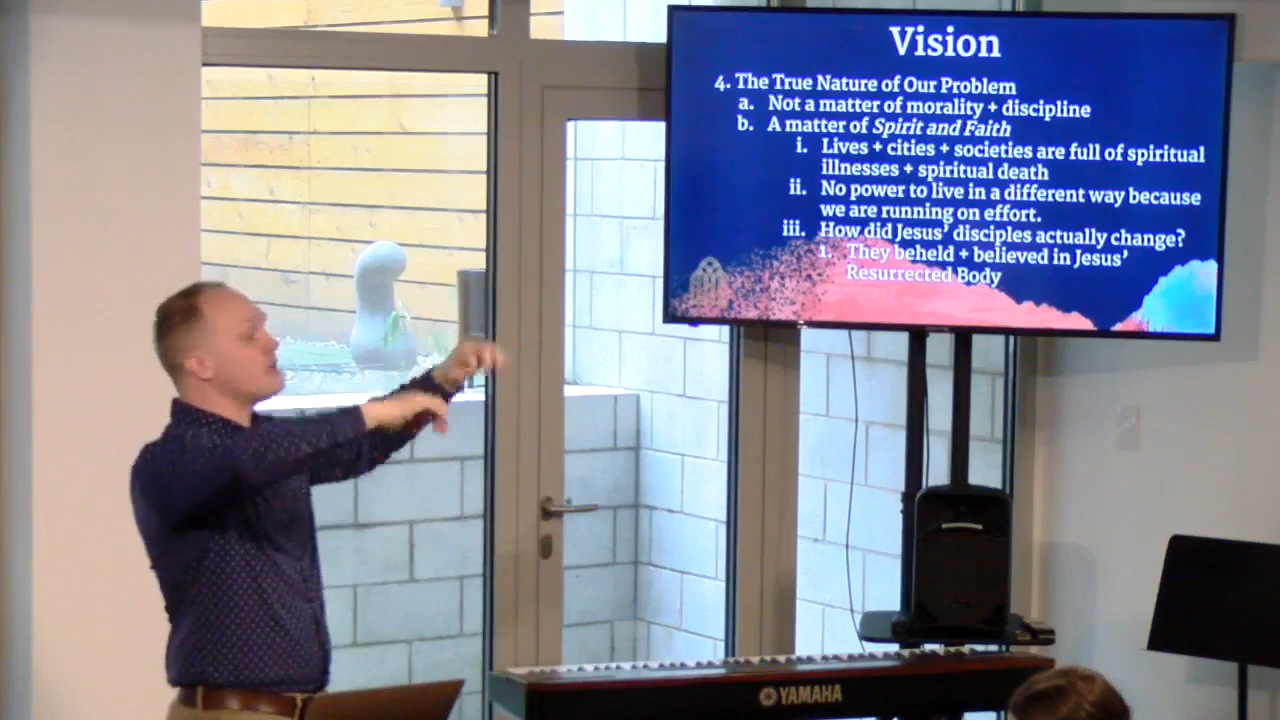 Vision
4. The True Nature of Our Problem
a. Not a matter of morality + discipline
b. A matter of Spirit and Faith
i. Lives + cities + societies are full of spiritual
illnesses + spiritual death
ii. No power to live in a different way because
we are running on effort.
iii. How did Jesus' disciples actually change?
1. They beheld + believed in Jesus'
Resurrected Body
YAMAHA